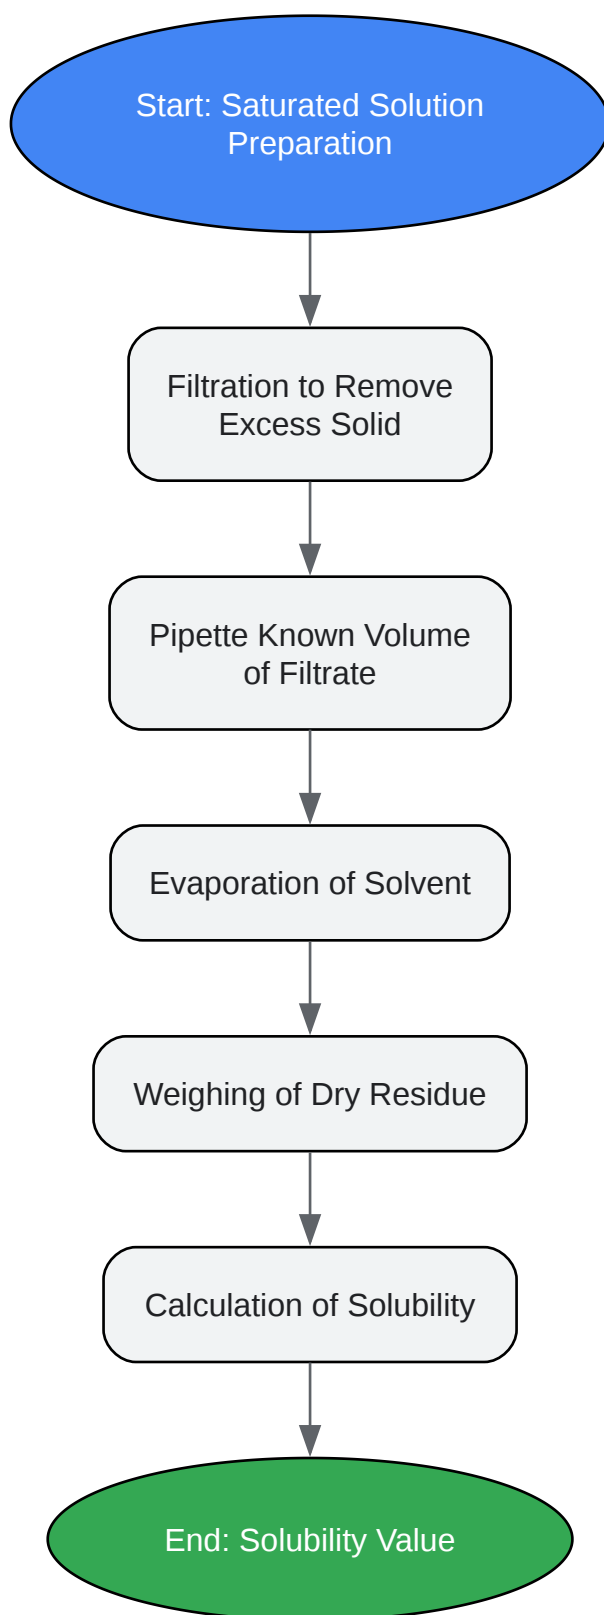 Start: Saturated Solution
Preparation
Filtration to Remove
Excess Solid
Pipette Known Volume
of Filtrate
Evaporation of Solvent
Weighing of Dry Residue
Calculation of Solubility
End: Solubility Value